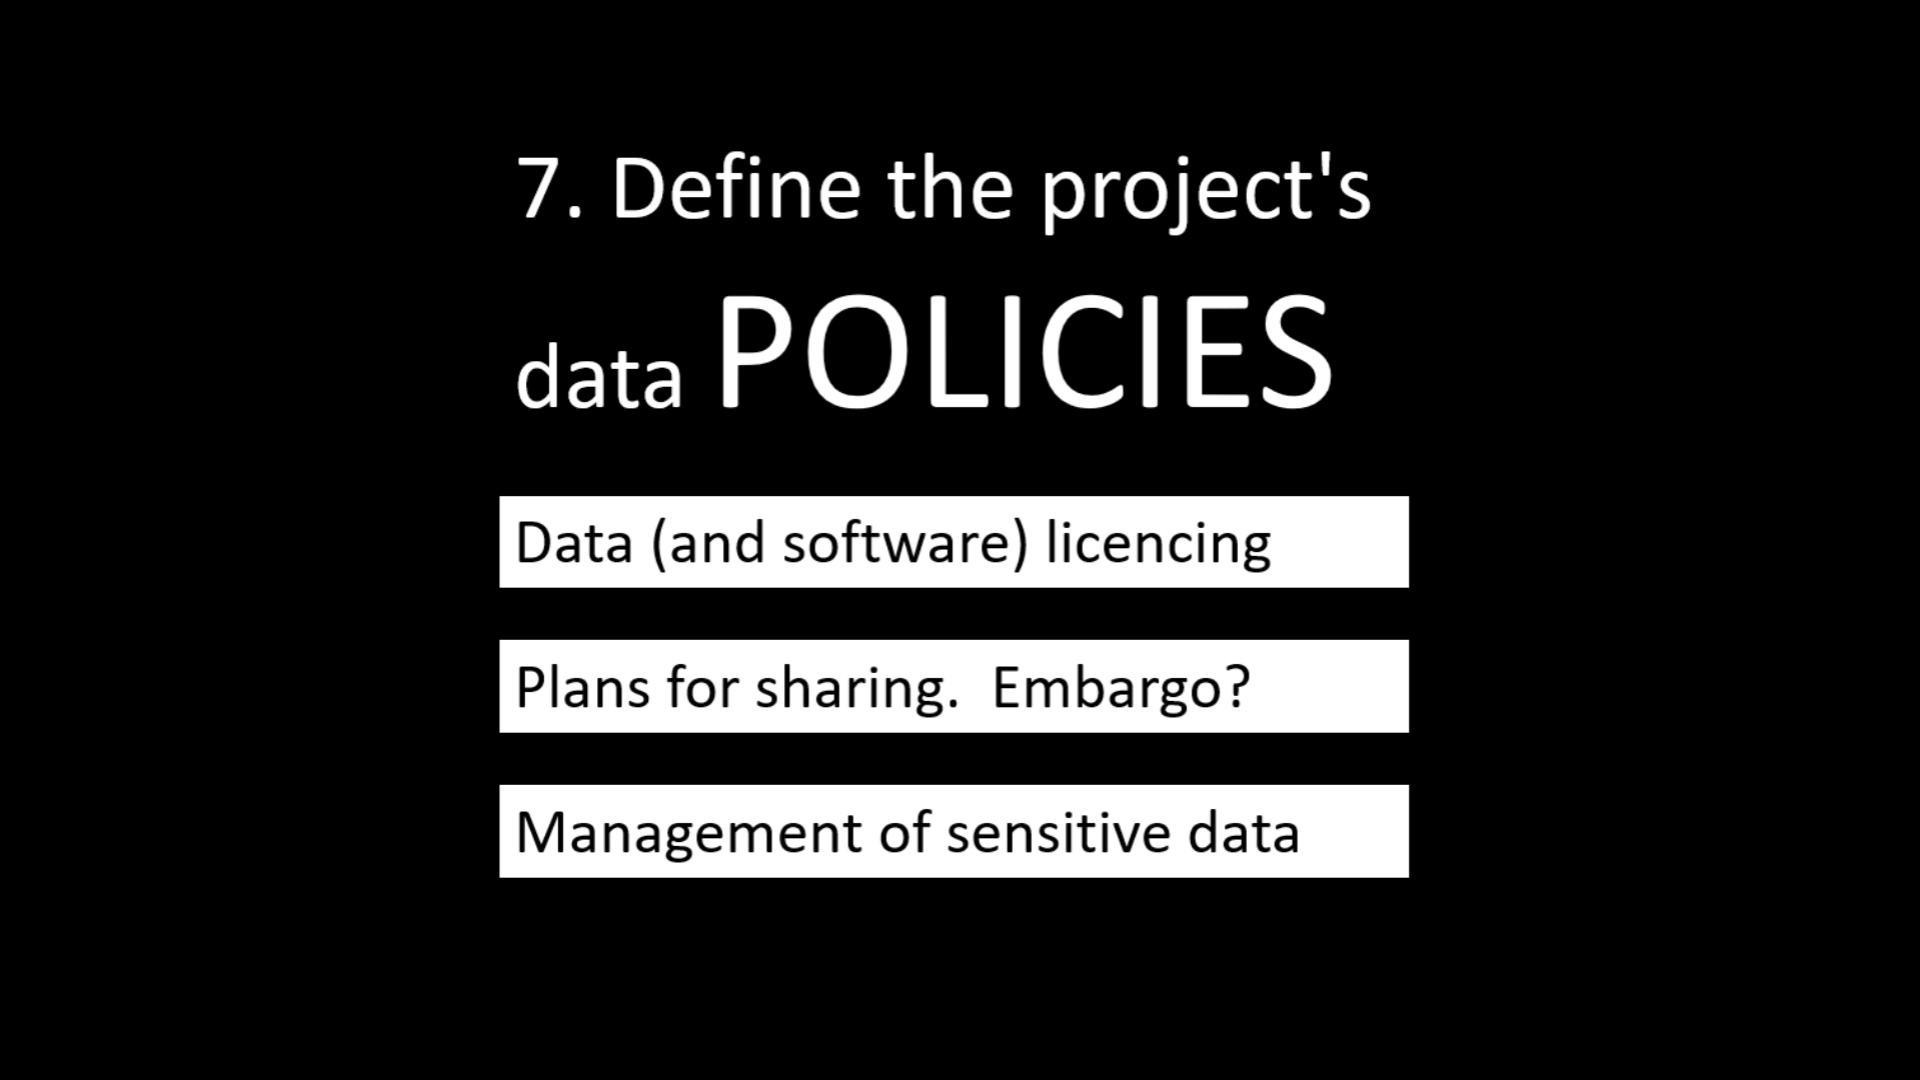 7. Define the project's
data POLICIES
Data (and software) licencing
Plans for sharing.  Embargo?
Management of sensitive data